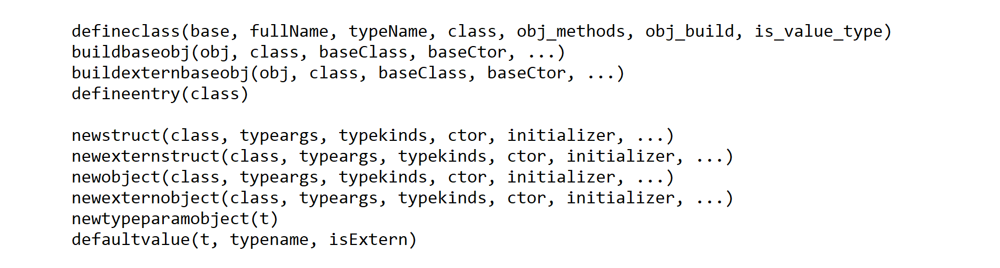 defineclass(base, fullName, typeName, class, obj_methods, obj_build, is_value_type)
buildbaseobj(obj, class, baseClass, baseCtor, ...)
buildexternbaseobj(obj, class, baseClass, baseCtor, ...)
defineentry(class)
newstruct(class, typeargs, typekinds, ctor, initializer, ...)
newexternstruct(class, typeargs, typekinds, ctor, initializer, ...)
newobject(class, typeargs, typekinds, ctor, initializer, ...)
newexternobject(class, typeargs, typekinds, ctor, initializer, ...)
newtypeparamobject(t)
defaultvalue(t, typename, isExtern)